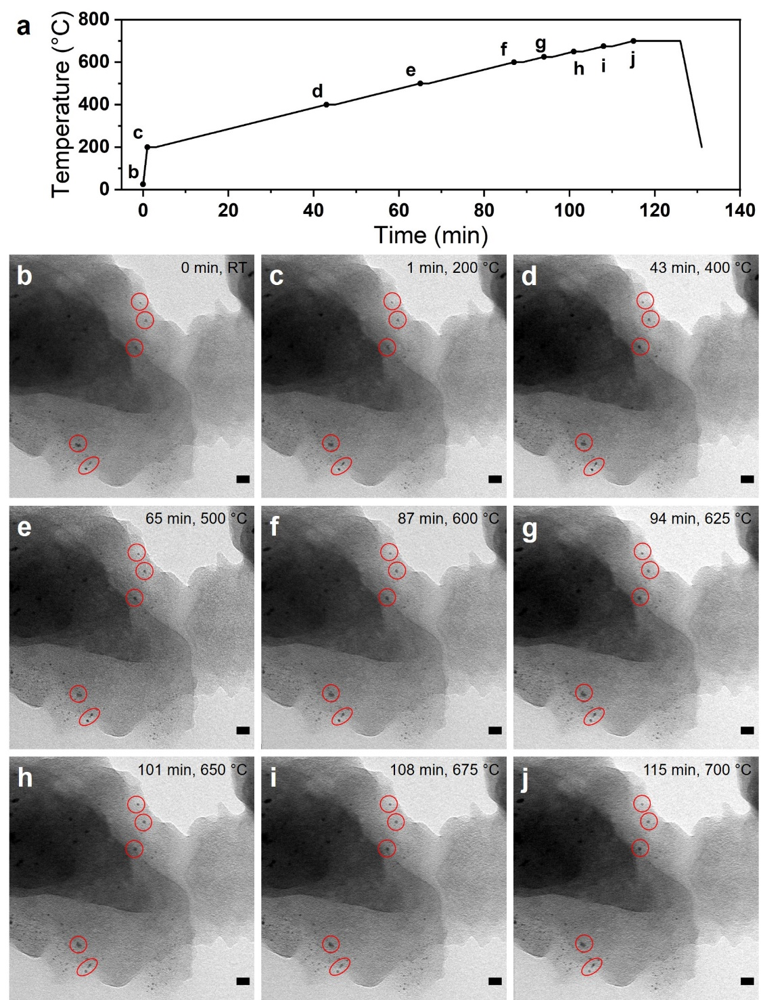 a
Temperature (°C)
800
600
400
200
0
b
c
d
e
f
g
h
i
j
0 20 40 60 80 100 120 140
Time (min)
b 0 min, RT
c 1 min, 200 °C
d 43 min, 400 °C
e 65 min, 500 °C
f 87 min, 600 °C
g 94 min, 625 °C
h 101 min, 650 °C
i 108 min, 675 °C
j 115 min, 700 °C